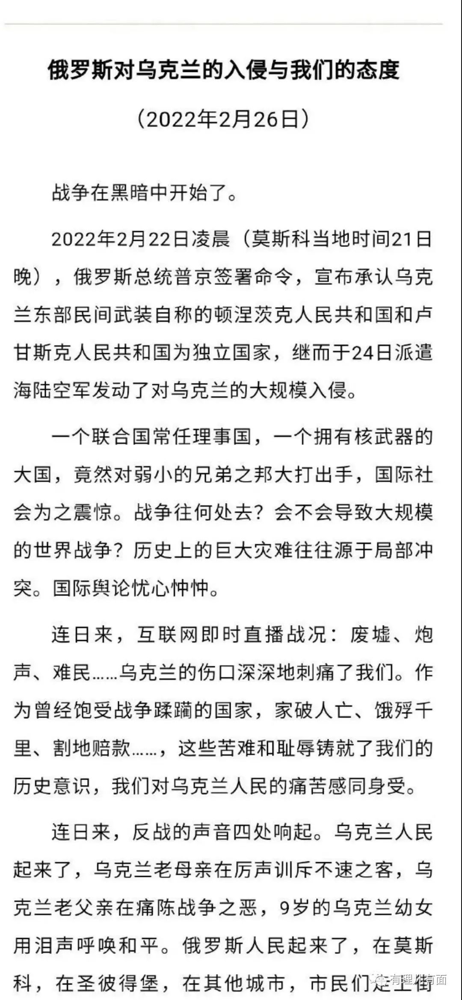 俄罗斯对乌克兰的入侵与我们的态度
（2022年2月26日）
战争在黑暗中开始了。
2022年2月22日凌晨（莫斯科当地时间21日
晚），俄罗斯总统普京签署命令，宣布承认乌克
兰东部民间武装自称的顿涅茨克人民共和国和卢
甘斯克人民共和国为独立国家，继而于24日派遣
海陆空军发动了对乌克兰的大规模入侵。
一个联合国常任理事国，一个拥有核武器的
大国，竟然对弱小的兄弟之邦大打出手，国际社
会为之震惊。战争往何处去？会不会导致大规模
的世界战争？历史上的巨大灾难往往源于局部冲
突。国际舆论忧心忡忡。
连日来，互联网即时直播战况：废墟、炮
声、难民……乌克兰的伤口深深地刺痛了我们。作
为曾经饱受战争蹂躏的国家，家破人亡、饿殍千
里、割地赔款……，这些苦难和耻辱铸就了我们的
历史意识，我们对乌克兰人民的痛苦感同身受。
连日来，反战的声音四处响起。乌克兰人民
起来了，乌克兰老母亲在厉声训斥不速之客，乌
克兰老父亲在痛陈战争之恶，9岁的乌克兰幼女
用泪声呼唤和平。俄罗斯人民起来了，在莫斯
科，在圣彼得堡，在其他城市，市民们走上街
有理儿有面